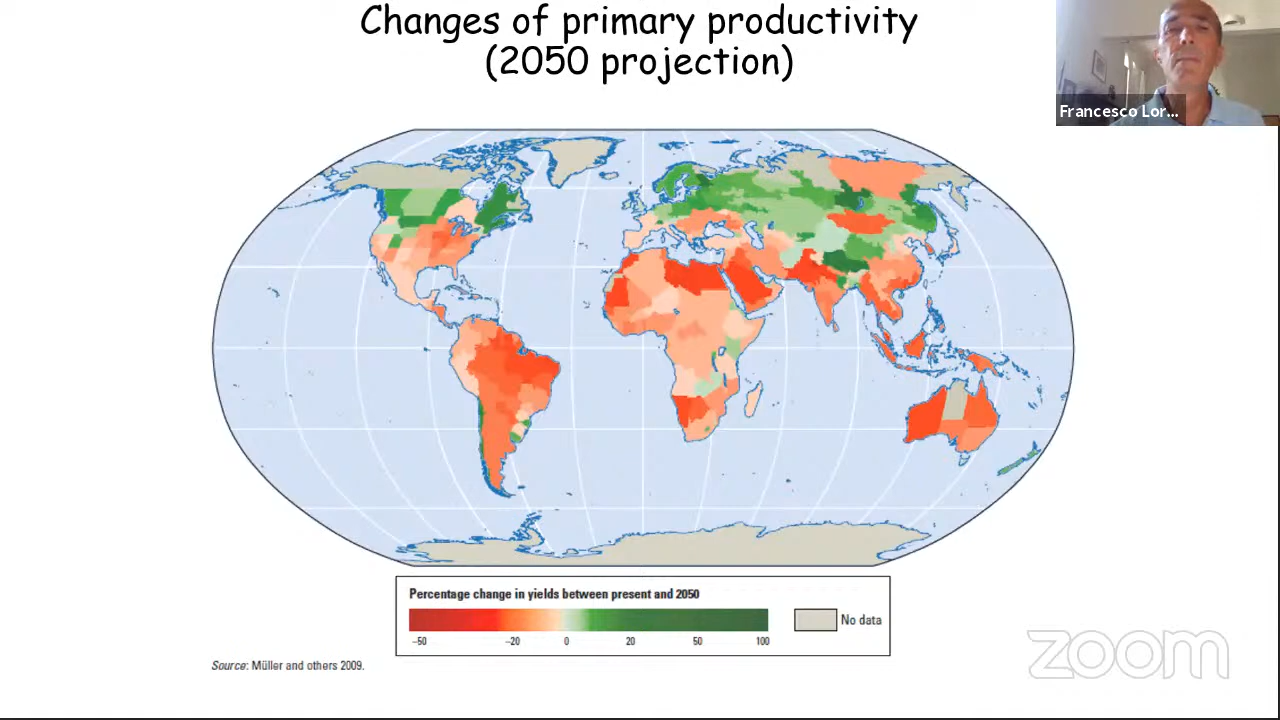 Changes of primary productivity
(2050 projection)
Francesco Lor...
Percentage change in yields between present and 2050
−50 −20 0 20 50 100
No data
Source: Müller and others 2009.
zoom